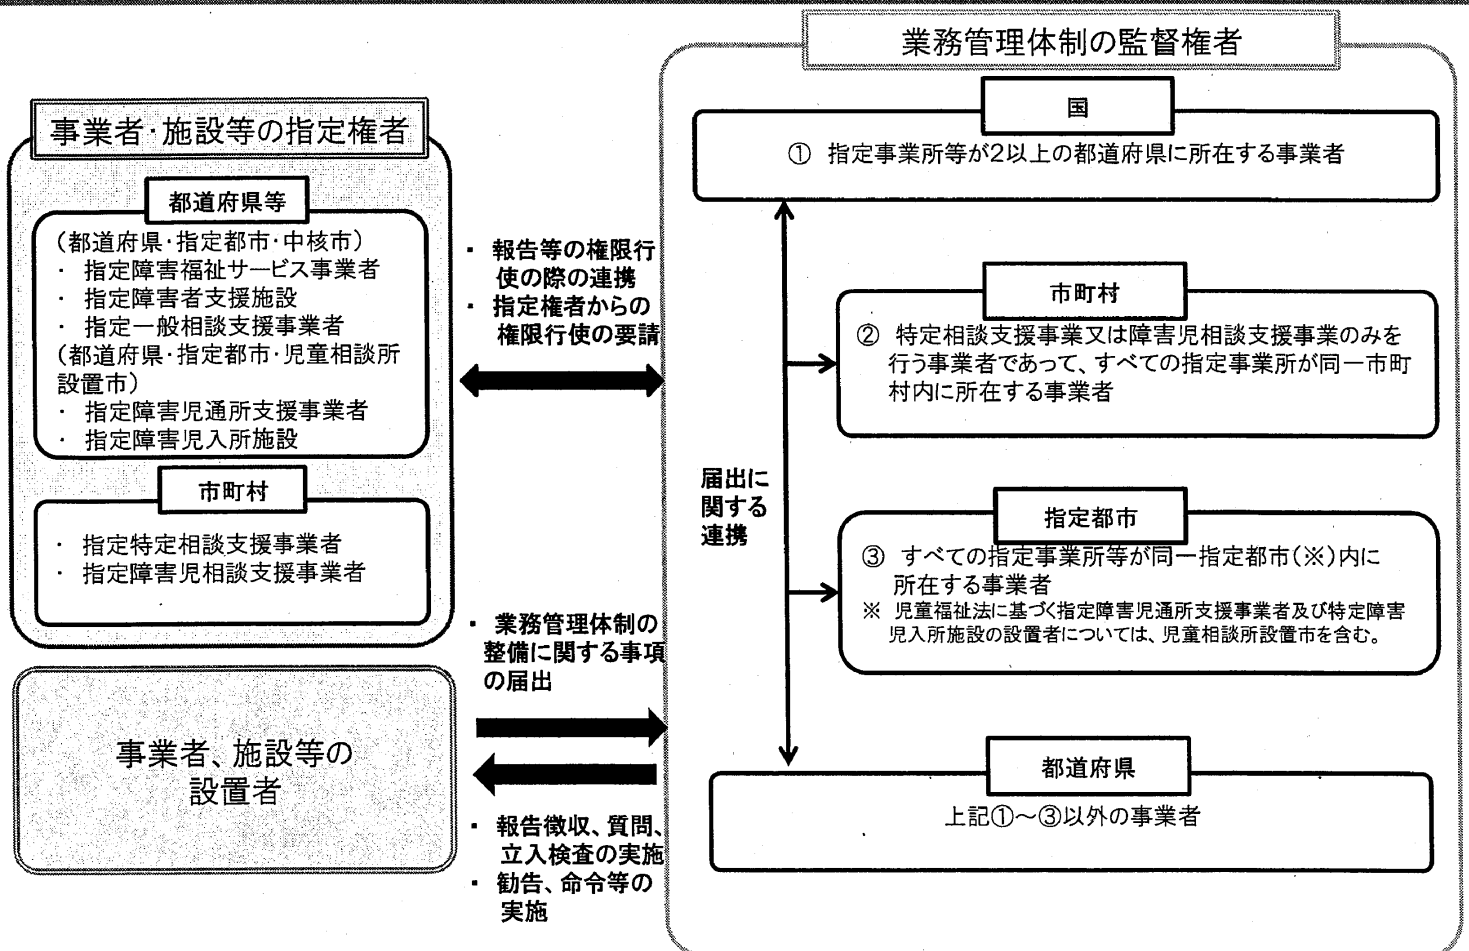 業務管理体制の監督権者
国
① 指定事業所等が2以上の都道府県に所在する事業者
事業者・施設等の指定権者
都道府県等
(都道府県・指定都市・中核市)
・ 指定障害福祉サービス事業者
・ 指定障害者支援施設
・ 指定一般相談支援事業者
(都道府県・指定都市・児童相談所
設置市)
・ 指定障害児通所支援事業者
・ 指定障害児入所施設
市町村
・ 指定特定相談支援事業者
・ 指定障害児相談支援事業者
・ 報告等の権限行
使の際の連携
・ 指定権者からの
権限行使の要請
市町村
② 特定相談支援事業又は障害児相談支援事業のみを
行う事業者であって、すべての指定事業所が同一市町
村内に所在する事業者
届出に
関する
連携
指定都市
③ すべての指定事業所等が同一指定都市(※)内に
所在する事業者
※ 児童福祉法に基づく指定障害児通所支援事業者及び特定障害
児入所施設の設置者については、児童相談所設置市を含む。
・ 業務管理体制の
整備に関する事項
の届出
事業者、施設等の
設置者
・ 報告徴収、質問、
立入検査の実施
・ 勧告、命令等の
実施
都道府県
上記①～③以外の事業者